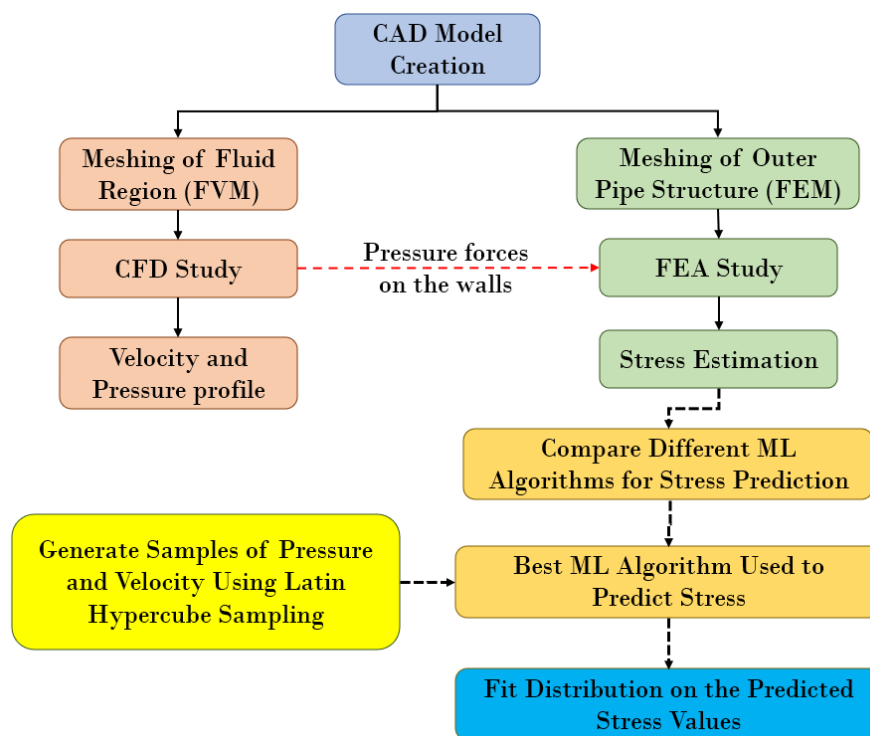 CAD Model
Creation
Meshing of Fluid
Region (FVM)
Meshing of Outer
Pipe Structure (FEM)
CFD Study
Pressure forces
on the walls
FEA Study
Velocity and
Pressure profile
Stress Estimation
Compare Different ML
Algorithms for Stress Prediction
Generate Samples of Pressure
and Velocity Using Latin
Hypercube Sampling
Best ML Algorithm Used to
Predict Stress
Fit Distribution on the Predicted
Stress Values